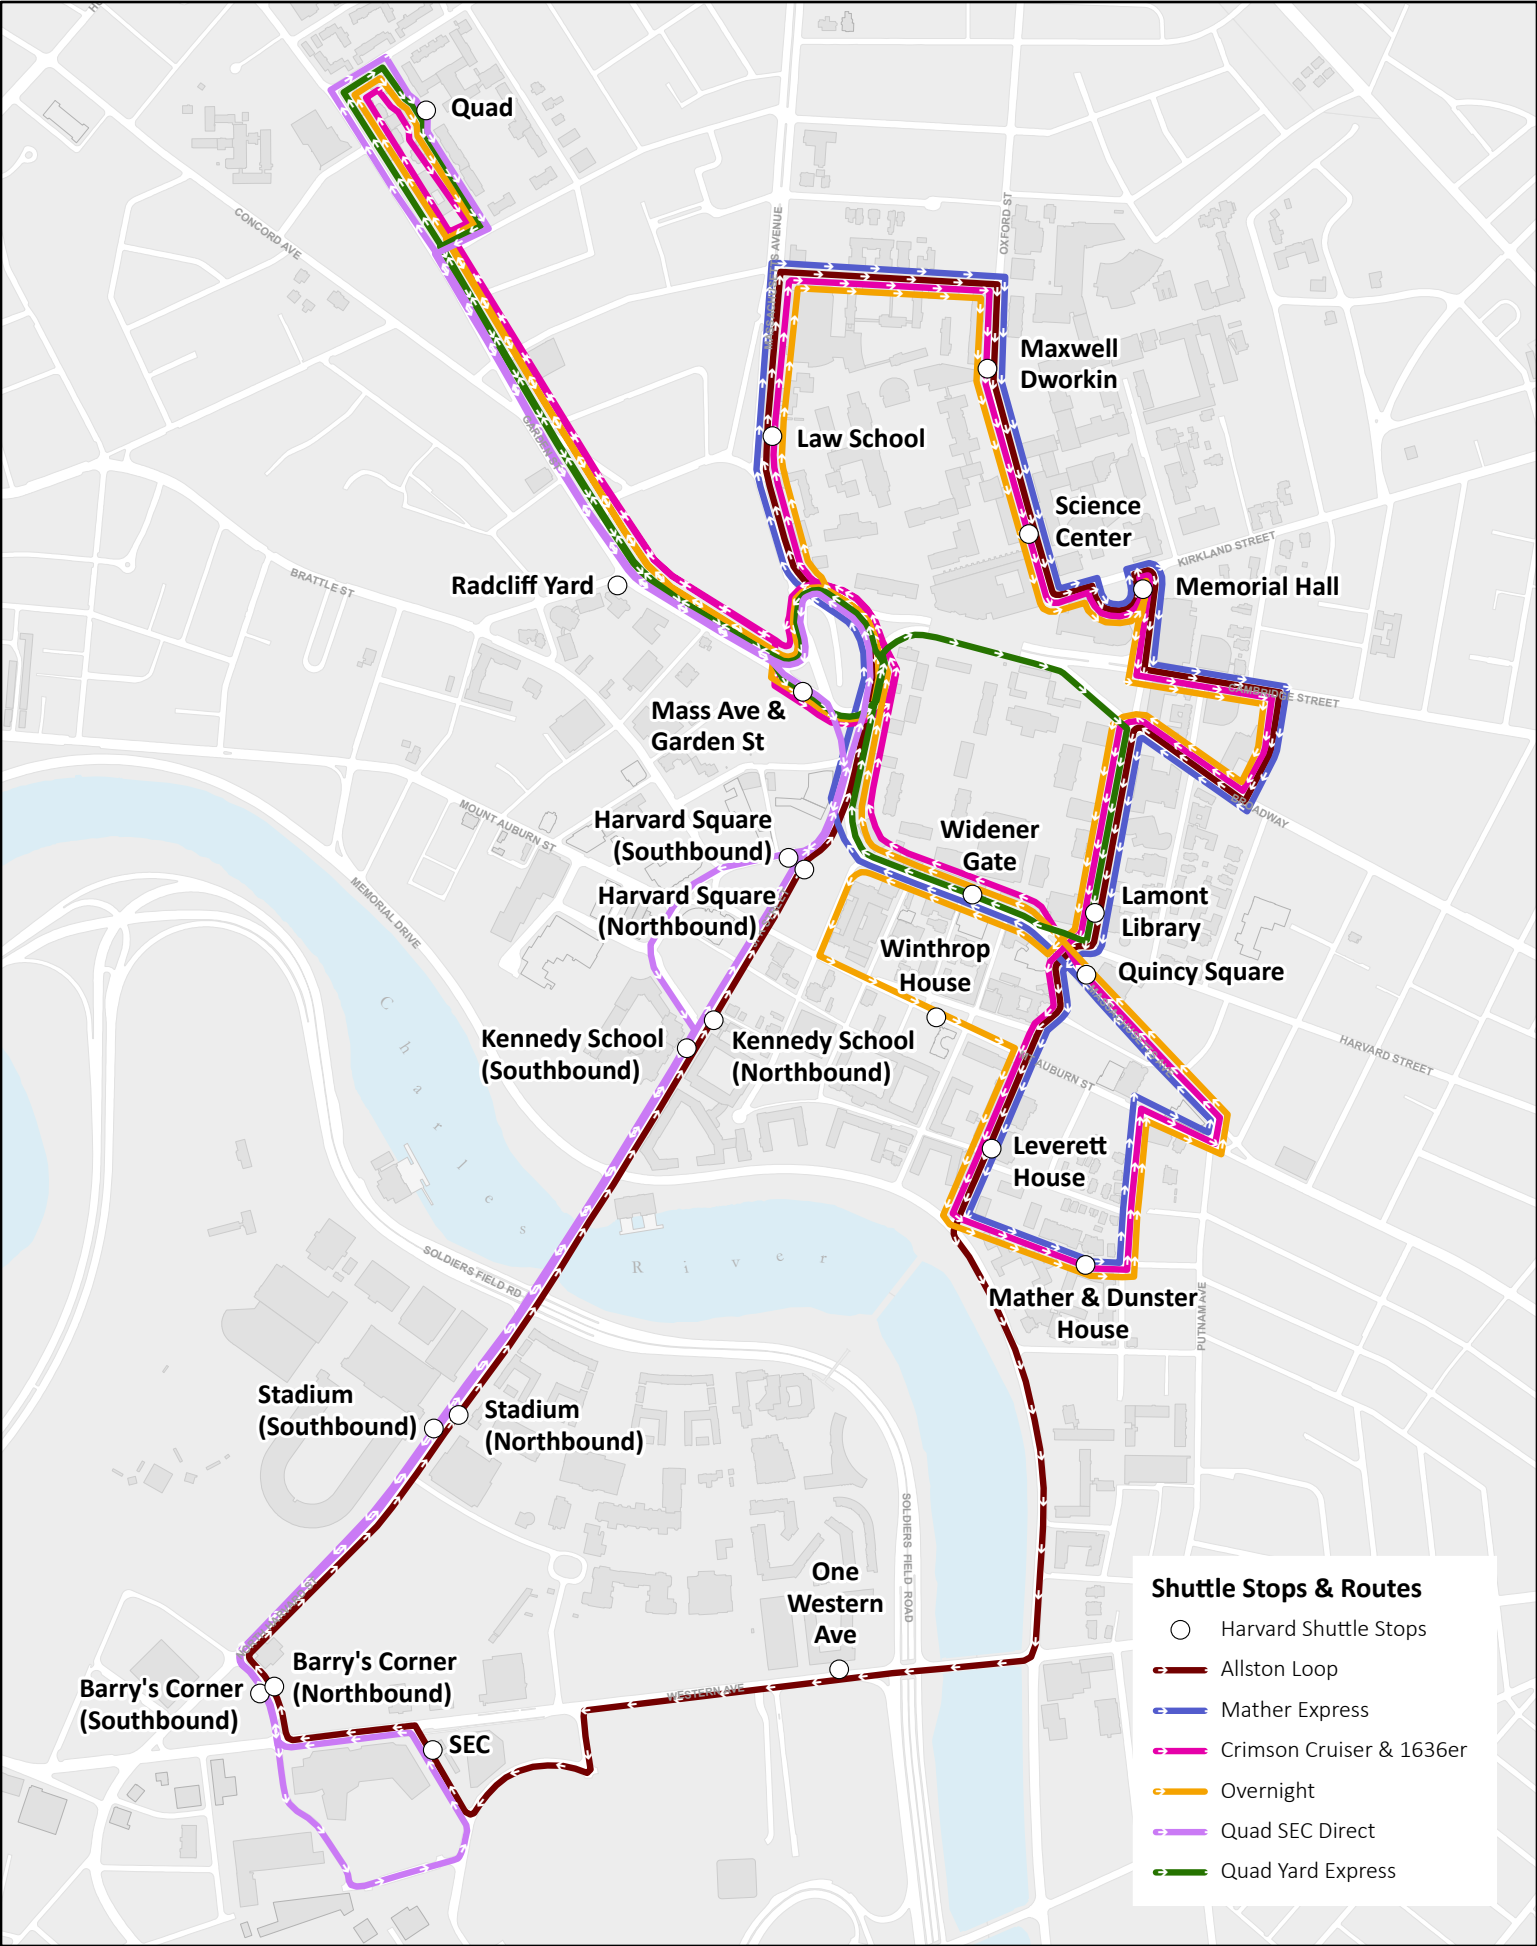 Quad
CONCORD AVE
OXFORD ST
Maxwell
Dworkin
Law School
Science
Center
KIRKLAND STREET
BRATTLE ST
Radcliff Yard
Memorial Hall
CAMBRIDGE STREET
Mass Ave &
Garden St
BROADWAY
MOUNT AUBURN ST
Harvard Square
(Southbound)
Widener
Gate
MEMORIAL DRIVE
Harvard Square
(Northbound)
Lamont
Library
Winthrop
House
Quincy Square
Charles
River
Kennedy School
(Southbound)
Kennedy School
(Northbound)
HARVARD STREET
AUBURN ST
Leverett
House
SOLDIERS FIELD RD
Mather & Dunster
House
PUTNAM AVE
Stadium
(Southbound)
Stadium
(Northbound)
SOLDIERS FIELD ROAD
One
Western
Ave
WESTERN AVE
Barry's Corner
(Northbound)
Barry's Corner
(Southbound)
SEC
Shuttle Stops & Routes
Harvard Shuttle Stops
Allston Loop
Mather Express
Crimson Cruiser & 1636er
Overnight
Quad SEC Direct
Quad Yard Express